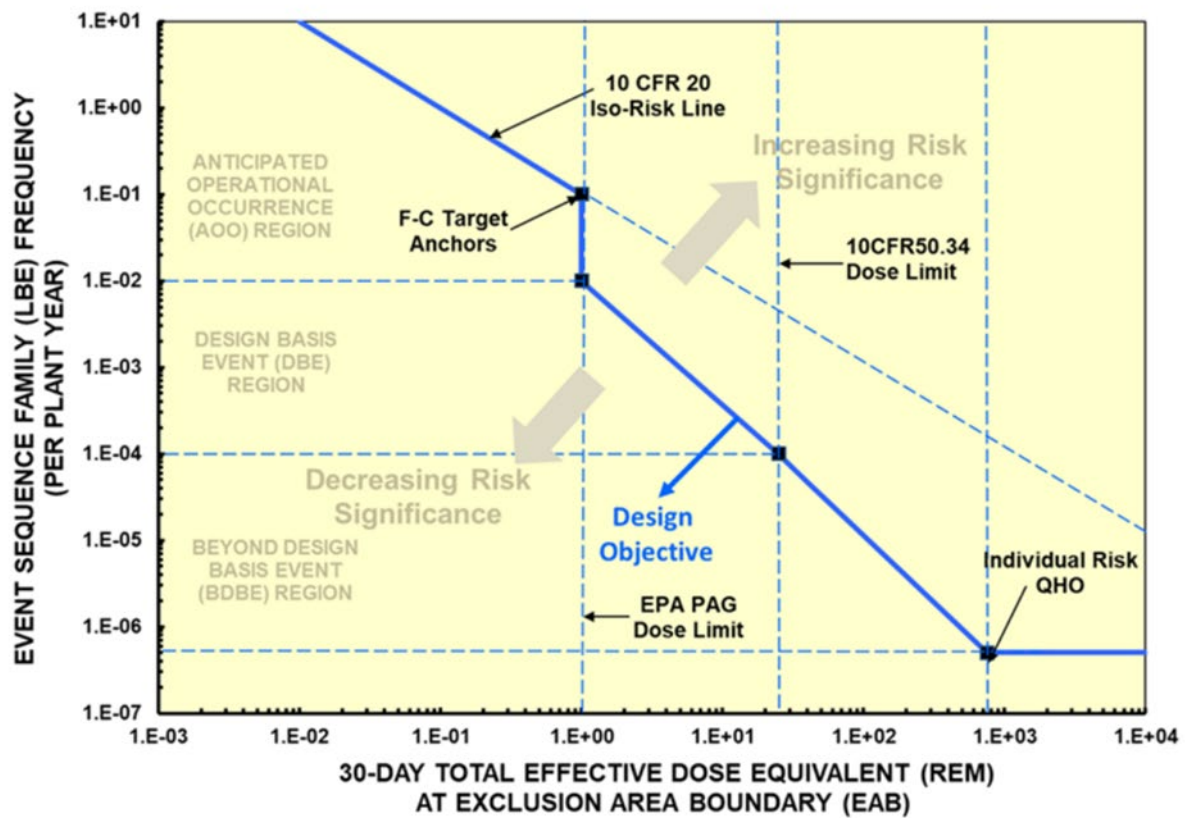 1.E+01
1.E+00
1.E-01
1.E-02
1.E-03
1.E-04
1.E-05
1.E-06
1.E-07
EVENT SEQUENCE FAMILY (LBE) FREQUENCY
(PER PLANT YEAR)
10 CFR 20
Iso-Risk Line
Increasing Risk
Significance
ANTICIPATED
OPERATIONAL
OCCURRENCE
(AOO) REGION
F-C Target
Anchors
10CFR50.34
Dose Limit
DESIGN BASIS
EVENT (DBE)
REGION
Decreasing Risk
Significance
Design
Objective
BEYOND DESIGN
BASIS EVENT
(BDBE) REGION
Individual Risk
QHO
EPA PAG
Dose Limit
1.E-03
1.E-02
1.E-01
1.E+00
1.E+01
1.E+02
1.E+03
1.E+04
30-DAY TOTAL EFFECTIVE DOSE EQUIVALENT (REM)
AT EXCLUSION AREA BOUNDARY (EAB)